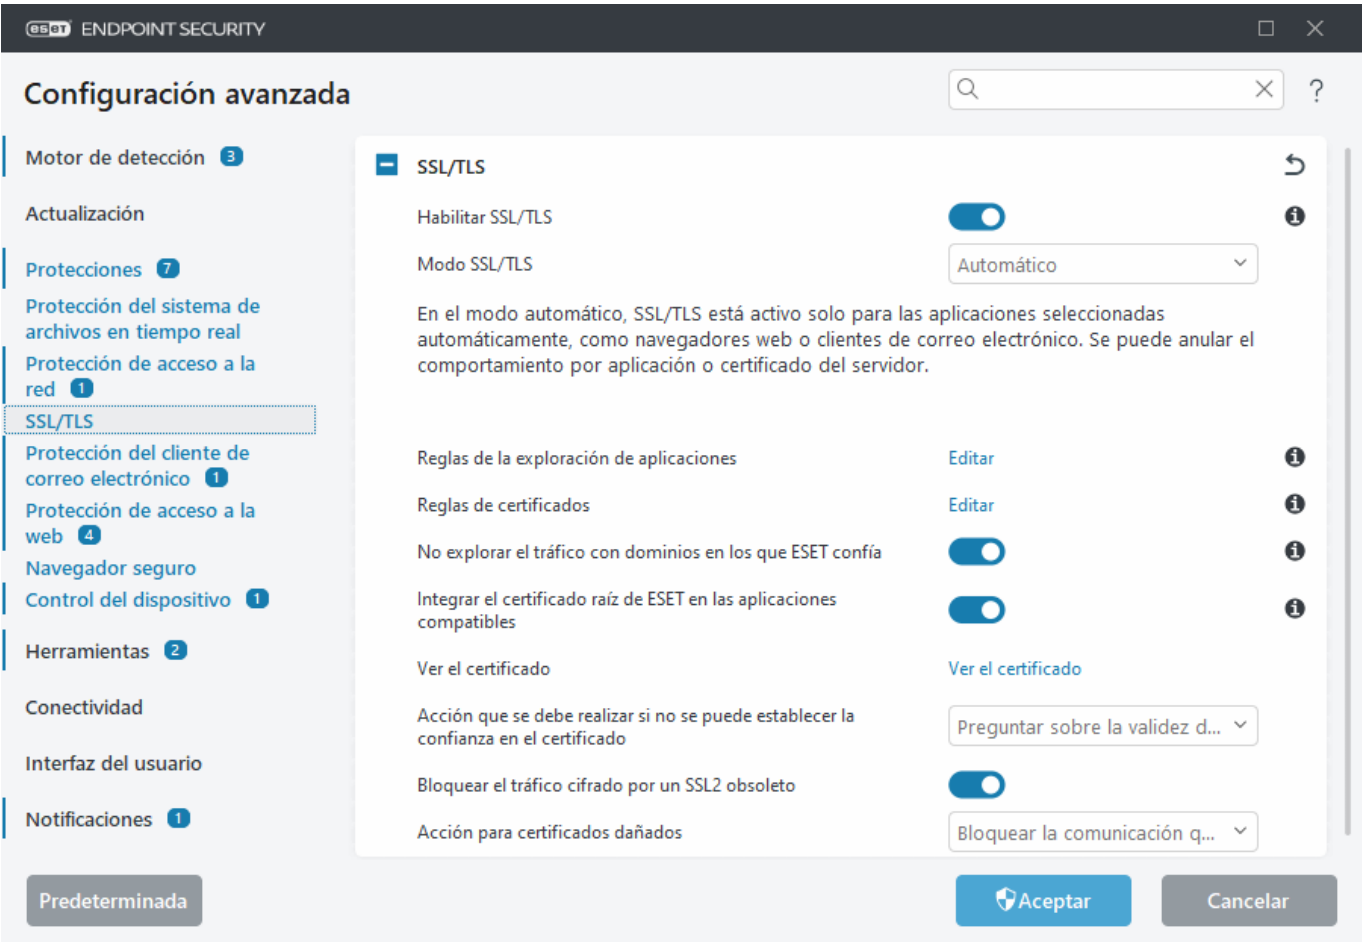 eset ENDPOINT SECURITY
Configuración avanzada
?
Motor de detección 3
Actualización
Protecciones 7
Protección del sistema de
archivos en tiempo real
Protección de acceso a la
red 1
SSL/TLS
Protección del cliente de
correo electrónico 1
Protección de acceso a la
web 4
Navegador seguro
Control del dispositivo 1
Herramientas 2
Conectividad
Interfaz del usuario
Notificaciones 1
SSL/TLS
Habilitar SSL/TLS
Modo SSL/TLS
Automático
En el modo automático, SSL/TLS está activo solo para las aplicaciones seleccionadas
automáticamente, como navegadores web o clientes de correo electrónico. Se puede anular el
comportamiento por aplicación o certificado del servidor.
Reglas de la exploración de aplicaciones
Editar
Reglas de certificados
Editar
No explorar el tráfico con dominios en los que ESET confía
Integrar el certificado raíz de ESET en las aplicaciones
compatibles
Ver el certificado
Ver el certificado
Acción que se debe realizar si no se puede establecer la
confianza en el certificado
Preguntar sobre la validez d...
Bloquear el tráfico cifrado por un SSL2 obsoleto
Acción para certificados dañados
Bloquear la comunicación q...
Predeterminada
Aceptar
Cancelar